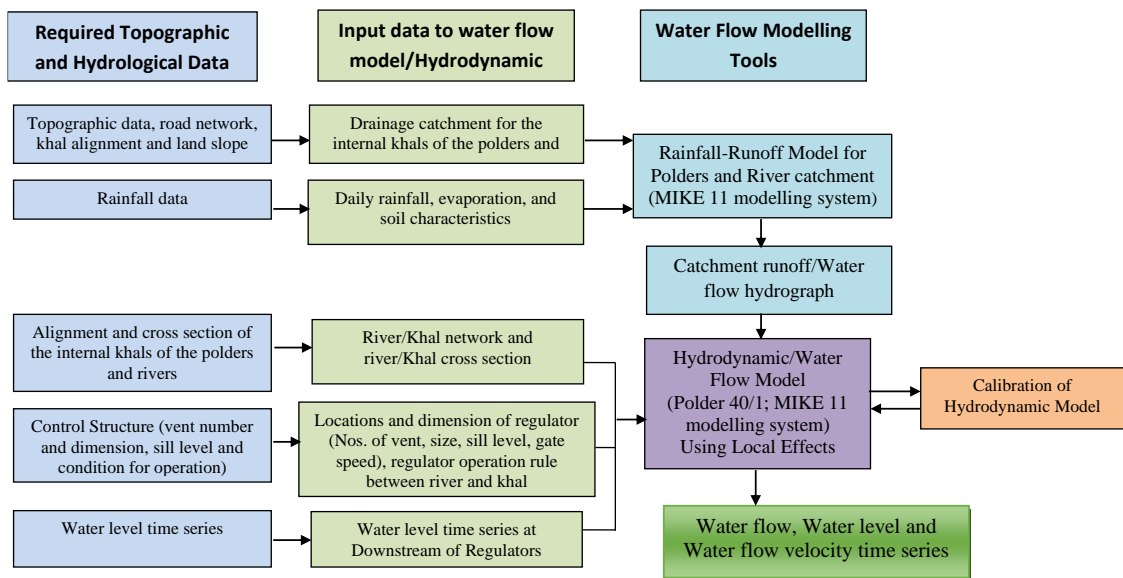 Required Topographic
and Hydrological Data
Input data to water flow
model/Hydrodynamic
Water Flow Modelling
Tools
Topographic data, road network,
khal alignment and land slope
Drainage catchment for the
internal khals of the polders and
Rainfall-Runoff Model for
Polders and River catchment
(MIKE 11 modelling system)
Rainfall data
Daily rainfall, evaporation, and
soil characteristics
Catchment runoff/Water
flow hydrograph
Alignment and cross section of
the internal khals of the polders
and rivers
River/Khal network and
river/Khal cross section
Hydrodynamic/Water
Flow Model
(Polder 40/1; MIKE 11
modelling system)
Using Local Effects
Calibration of
Hydrodynamic Model
Control Structure (vent number
and dimension, sill level and
condition for operation)
Locations and dimension of regulator
(Nos. of vent, size, sill level, gate
speed), regulator operation rule
between river and khal
Water level time series
Water level time series at
Downstream of Regulators
Water flow, Water level and
Water flow velocity time series